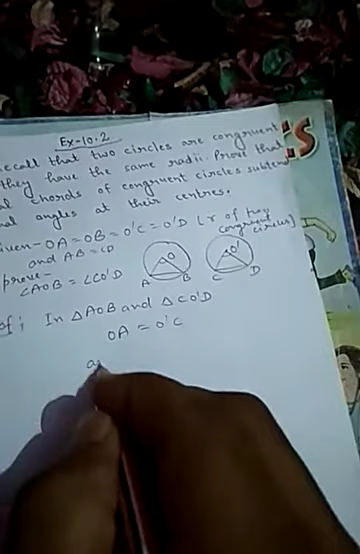 Ex-10.2
ecall that two circles are congruent
they have the same radii. Prove that
l chords of congruent circles subtend
al angles at their centres.
iven- OA = OB = O'C = O'D [r of two
congruent
circles]
and AB = CD
prove-
∠AOB = ∠CO'D
O
A B
O'
C D
of; In △AOB and △CO'D
OA = O'C
'S